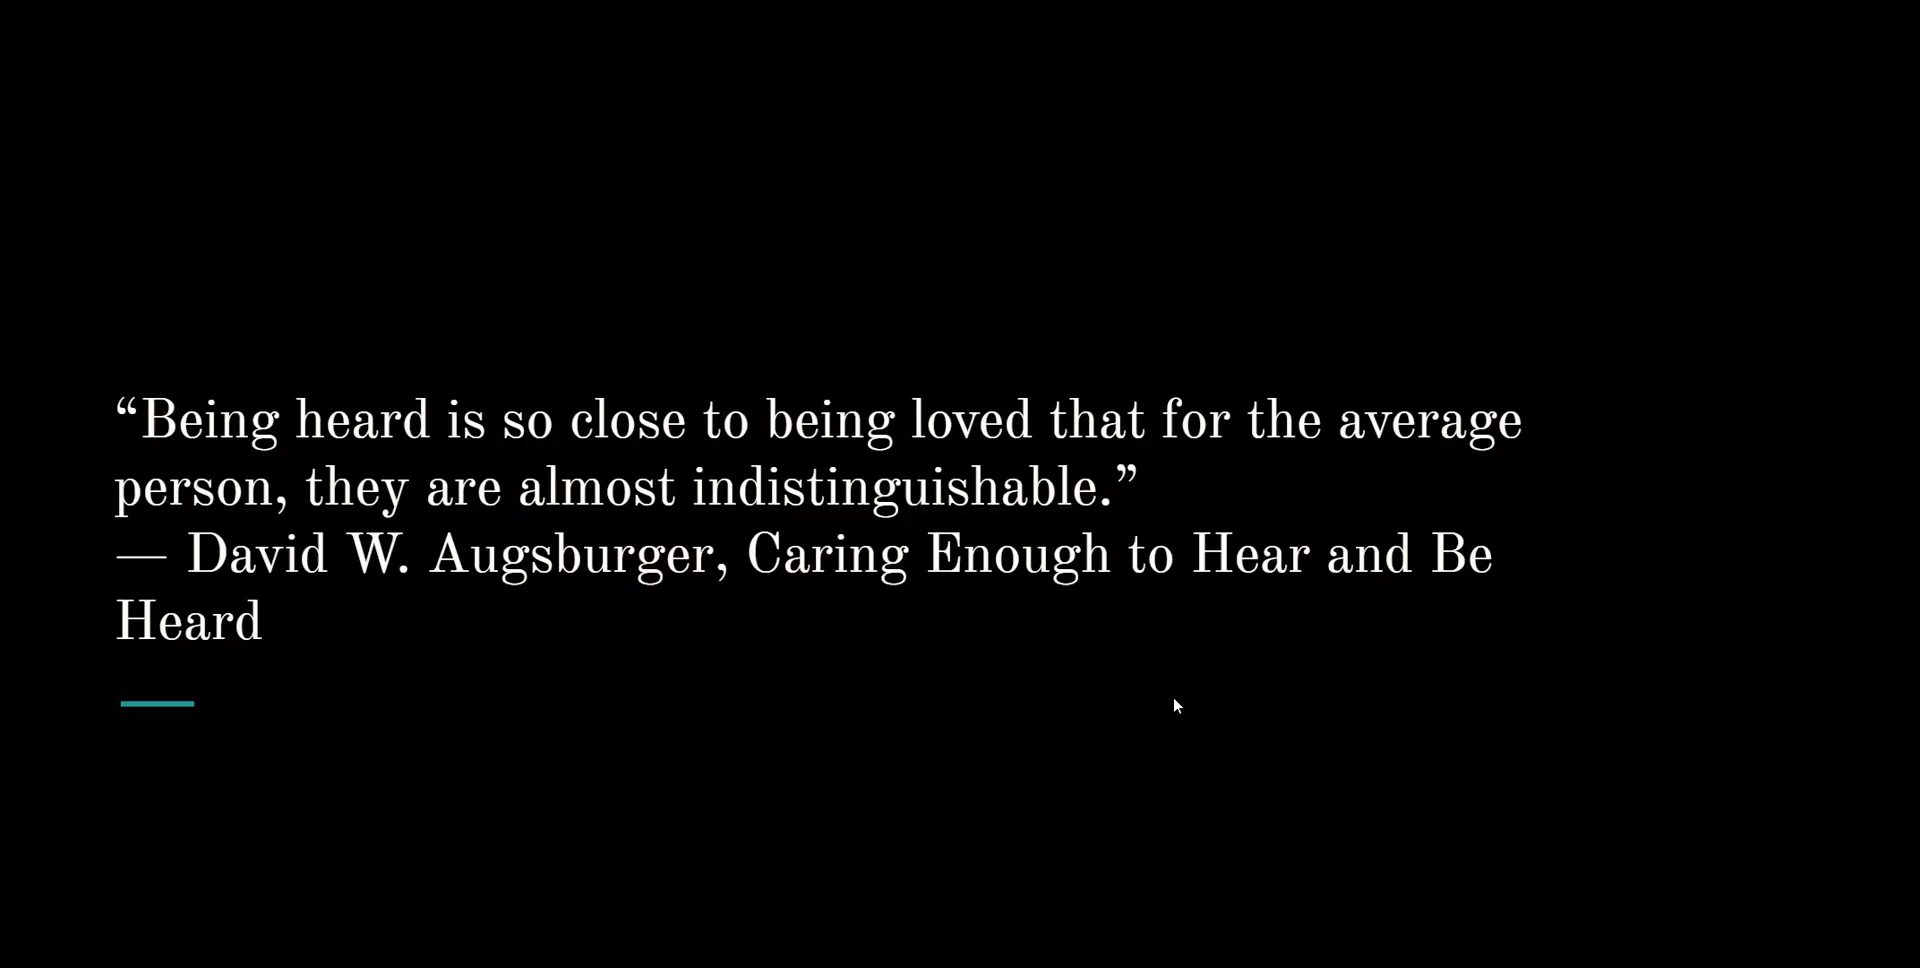 “Being heard is so close to being loved that for the average
person, they are almost indistinguishable.”
— David W. Augsburger, Caring Enough to Hear and Be
Heard